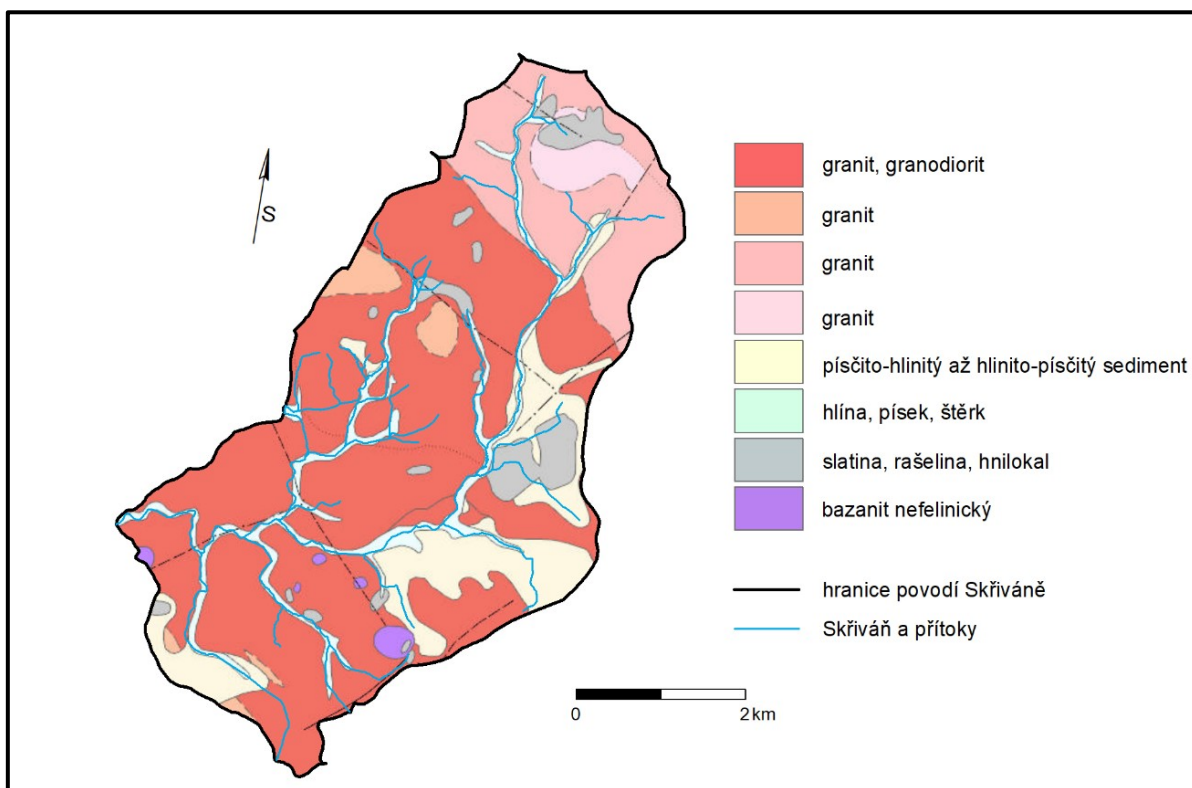 S
granit, granodiorit
granit
granit
granit
písčito-hlinitý až hlinito-písčitý sediment
hlína, písek, štěrk
slatina, rašelina, hnilokal
bazanit nefelinický
hranice povodí Skřiváně
Skřiváň a přítoky
0 2 km